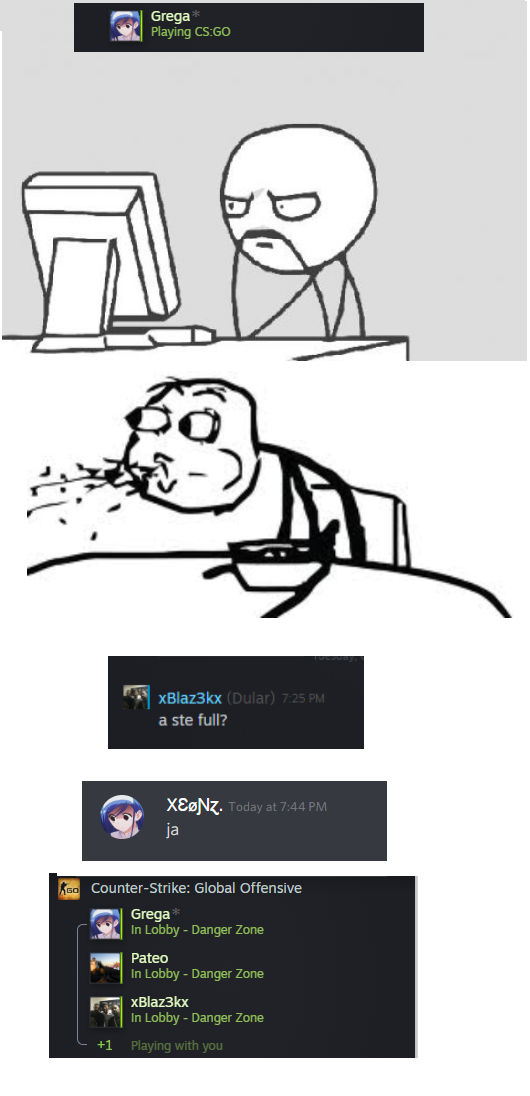 Grega*
Playing CS:GO
xBlaz3kx (Dular) 7:25 PM
a ste full?
XƐøƝɀ. Today at 7:44 PM
ja
GO Counter-Strike: Global Offensive
Grega*
In Lobby - Danger Zone
Pateo
In Lobby - Danger Zone
xBlaz3kx
In Lobby - Danger Zone
+1 Playing with you